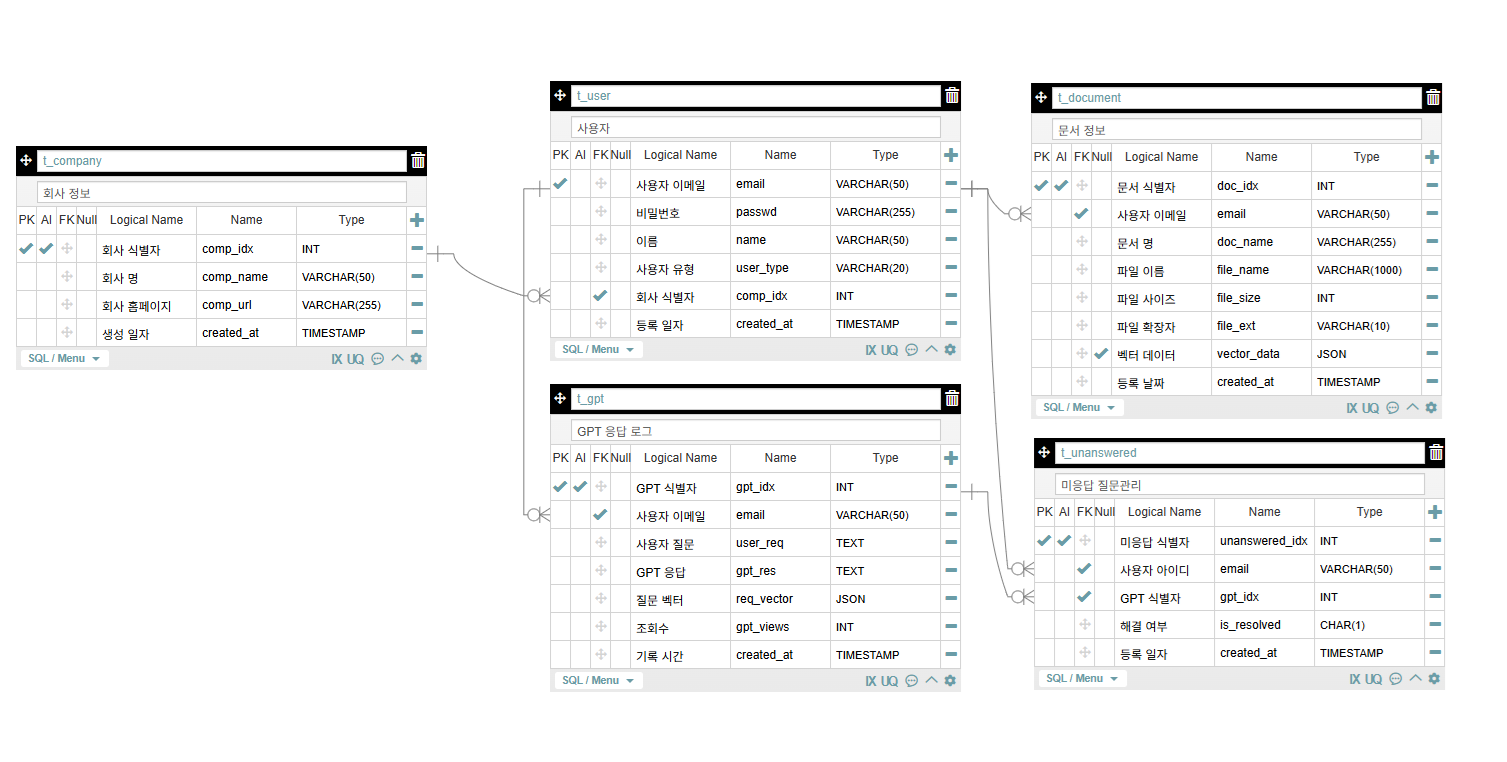 t_company
회사 정보
PK AI FK Null Logical Name Name Type
회사 식별자 comp_idx INT
회사 명 comp_name VARCHAR(50)
회사 홈페이지 comp_url VARCHAR(255)
생성 일자 created_at TIMESTAMP
SQL / Menu IX UQ
t_user
사용자
PK AI FK Null Logical Name Name Type
사용자 이메일 email VARCHAR(50)
비밀번호 passwd VARCHAR(255)
이름 name VARCHAR(50)
사용자 유형 user_type VARCHAR(20)
회사 식별자 comp_idx INT
등록 일자 created_at TIMESTAMP
SQL / Menu IX UQ
t_gpt
GPT 응답 로그
PK AI FK Null Logical Name Name Type
GPT 식별자 gpt_idx INT
사용자 이메일 email VARCHAR(50)
사용자 질문 user_req TEXT
GPT 응답 gpt_res TEXT
질문 벡터 req_vector JSON
조회수 gpt_views INT
기록 시간 created_at TIMESTAMP
SQL / Menu IX UQ
t_document
문서 정보
PK AI FK Null Logical Name Name Type
문서 식별자 doc_idx INT
사용자 이메일 email VARCHAR(50)
문서 명 doc_name VARCHAR(255)
파일 이름 file_name VARCHAR(1000)
파일 사이즈 file_size INT
파일 확장자 file_ext VARCHAR(10)
벡터 데이터 vector_data JSON
등록 날짜 created_at TIMESTAMP
SQL / Menu IX UQ
t_unanswered
미응답 질문관리
PK AI FK Null Logical Name Name Type
미응답 식별자 unanswered_idx INT
사용자 아이디 email VARCHAR(50)
GPT 식별자 gpt_idx INT
해결 여부 is_resolved CHAR(1)
등록 일자 created_at TIMESTAMP
SQL / Menu IX UQ